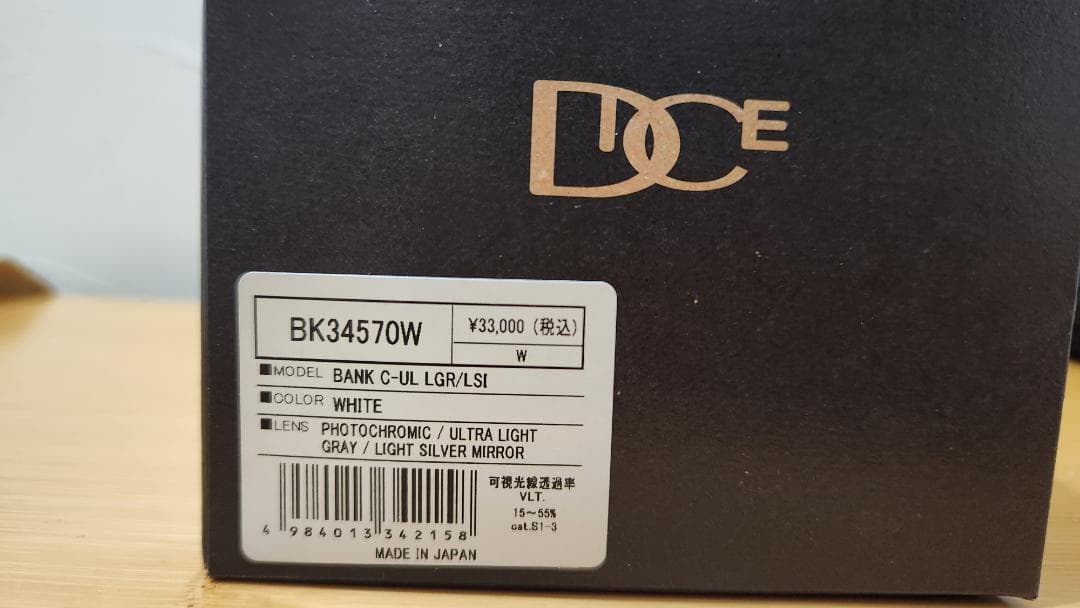 DICE
BK34570W
¥33,000 (税込)
W
■MODEL BANK C-UL LGR/LSI
■COLOR WHITE
■LENS PHOTOCHROMIC / ULTRA LIGHT
GRAY / LIGHT SILVER MIRROR
可視光線透過率
VLT.
15~55%
cat.S1-3
4 984013 342158
MADE IN JAPAN